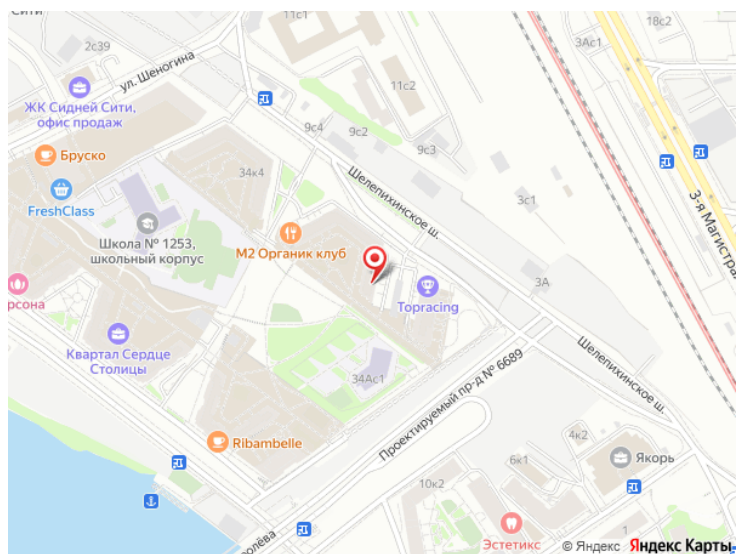 Сити
2с39
11с1
18с2
3Ас1
ул. Шеногина
11с2
ЖК Сидней Сити,
офис продаж
9с4
9с2
9с3
Бруско
34к4
Шелепихинское ш.
3с1
3-я Магистрал
FreshClass
Школа № 1253,
школьный корпус
М2 Органик клуб
3А
рсона
Topracing
Квартал Сердце
Столицы
34Ас1
Шелепихинское ш.
Проектируемый пр-д № 6689
Ribambelle
4к2
6к1
Якорь
10к2
1
ролёва
Эстетикс
© Яндекс Яндекс Карты